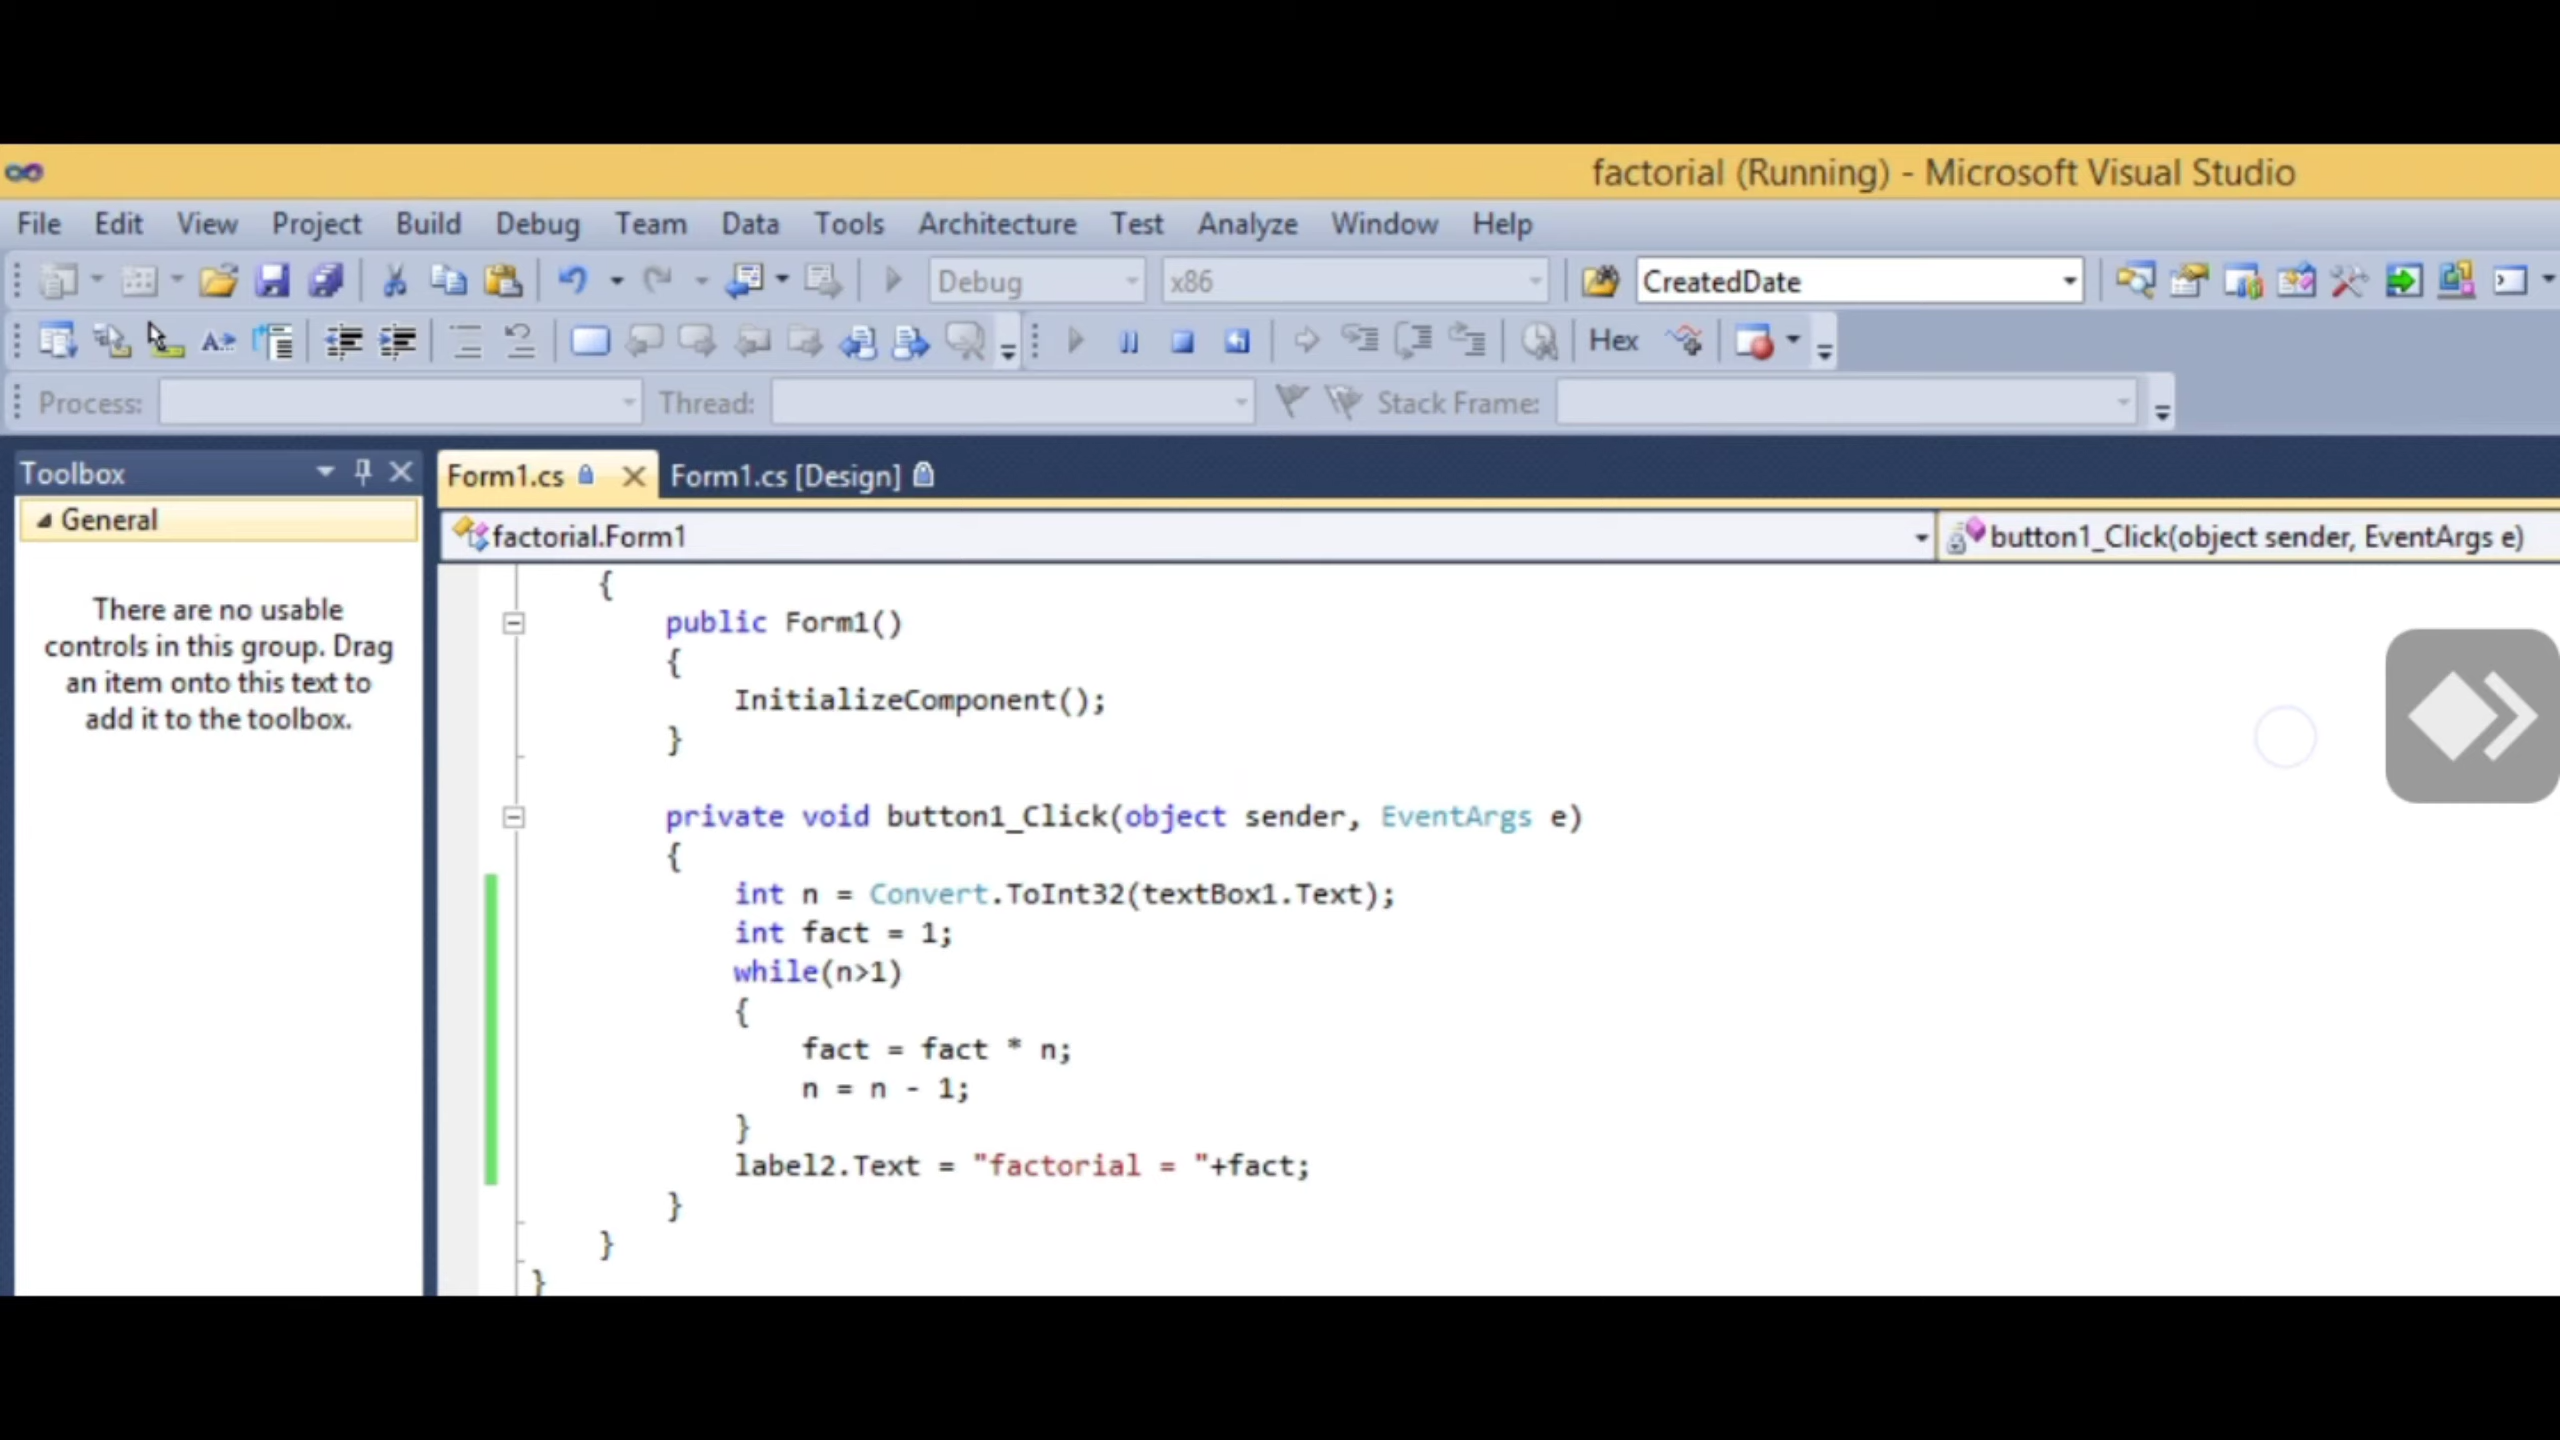 factorial (Running) - Microsoft Visual Studio
File Edit View Project Build Debug Team Data Tools Architecture Test Analyze Window Help
Debug x86 CreatedDate
Hex
Process: Thread: Stack Frame:
Toolbox
General
There are no usable
controls in this group. Drag
an item onto this text to
add it to the toolbox.
Form1.cs Form1.cs [Design]
factorial.Form1 button1_Click(object sender, EventArgs e)
{
public Form1()
{
InitializeComponent();
}
private void button1_Click(object sender, EventArgs e)
{
int n = Convert.ToInt32(textBox1.Text);
int fact = 1;
while(n>1)
{
fact = fact * n;
n = n - 1;
}
label2.Text = "factorial = "+fact;
}
}
}